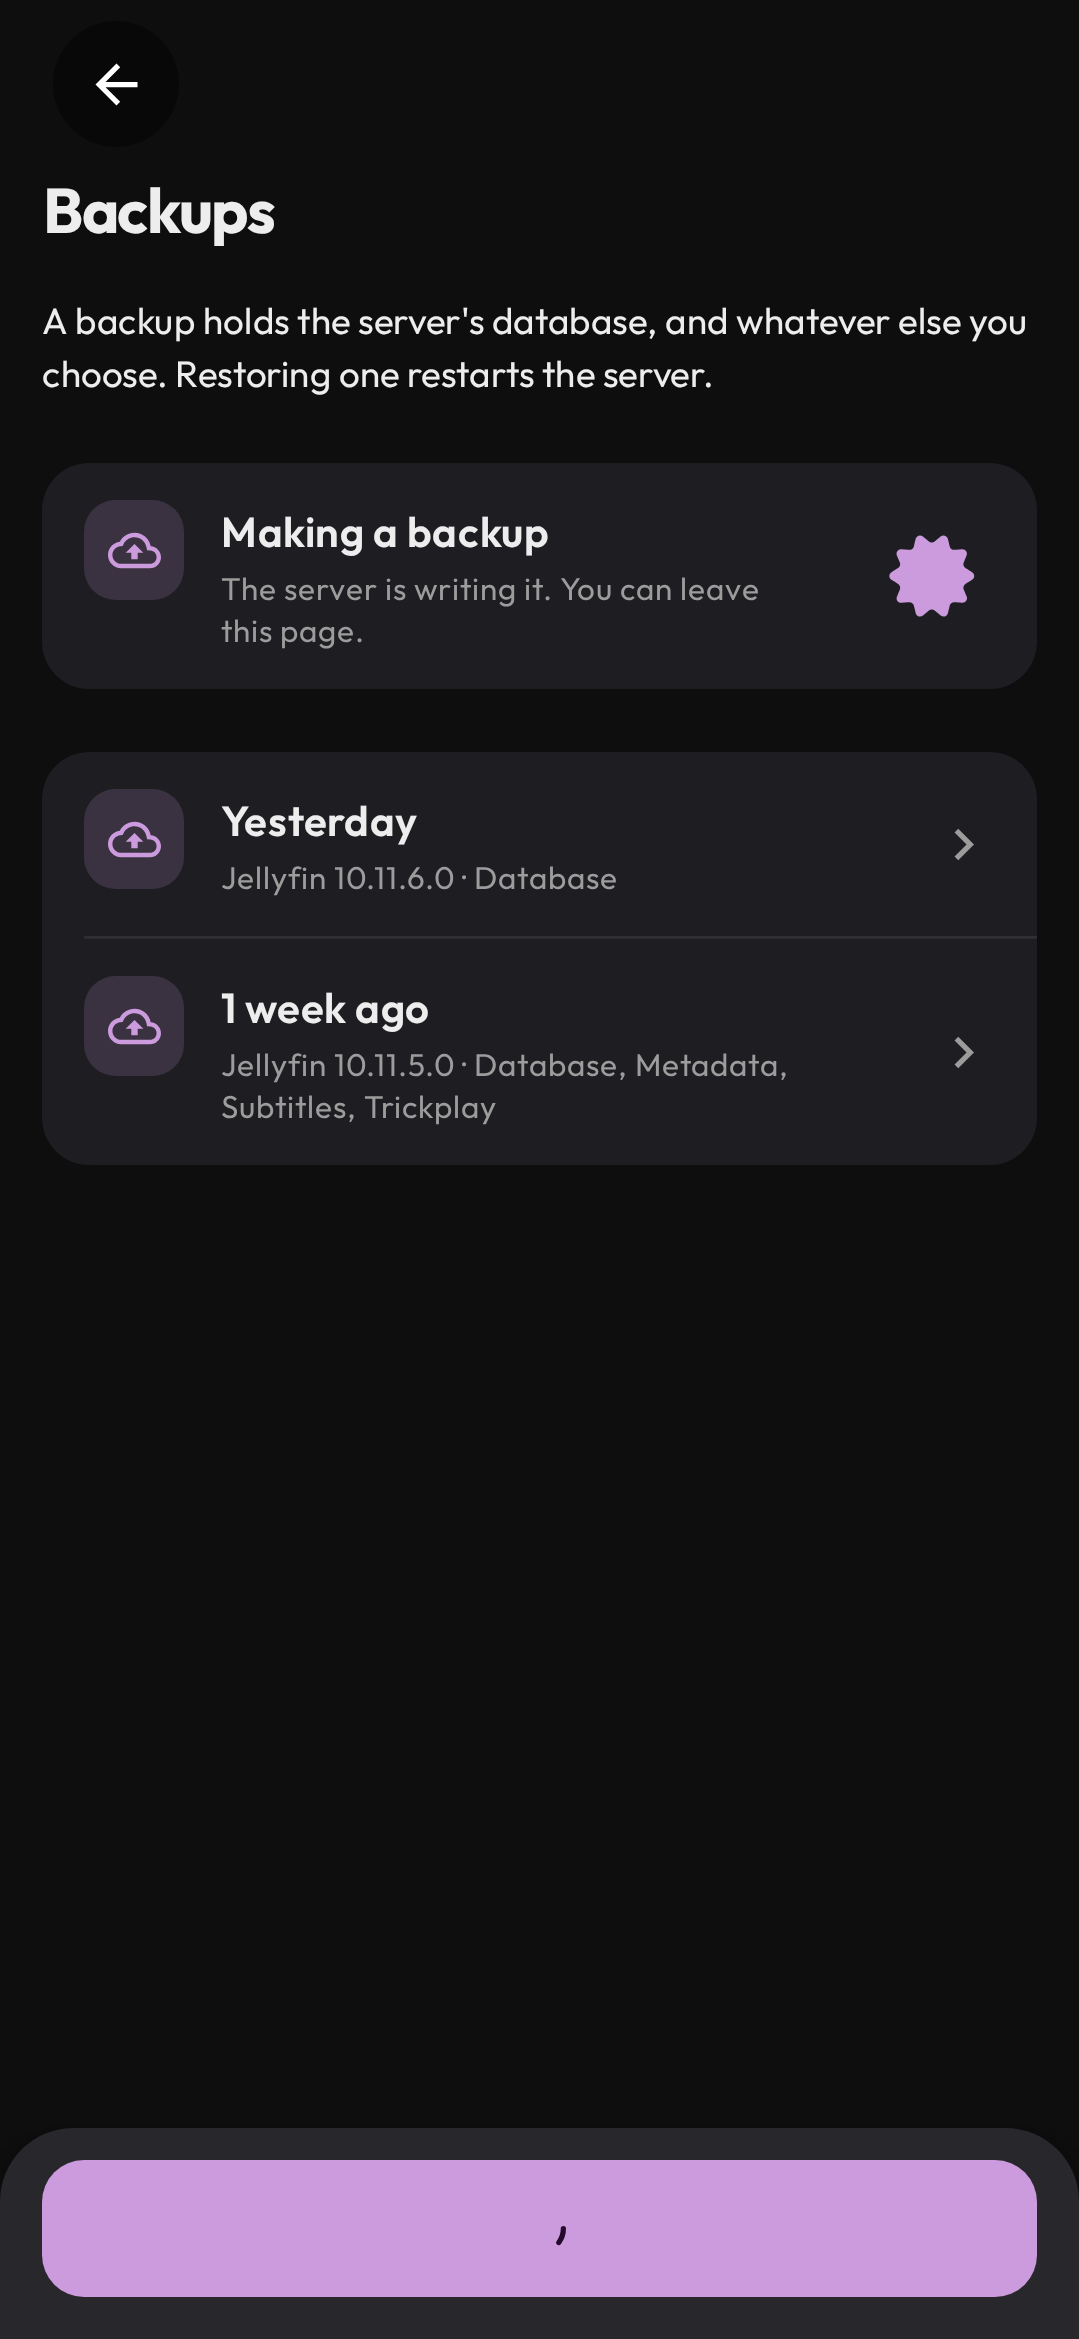 Backups
A backup holds the server's database, and whatever else you
choose. Restoring one restarts the server.
Making a backup
The server is writing it. You can leave
this page.
Yesterday
Jellyfin 10.11.6.0 · Database
1 week ago
Jellyfin 10.11.5.0 · Database, Metadata,
Subtitles, Trickplay